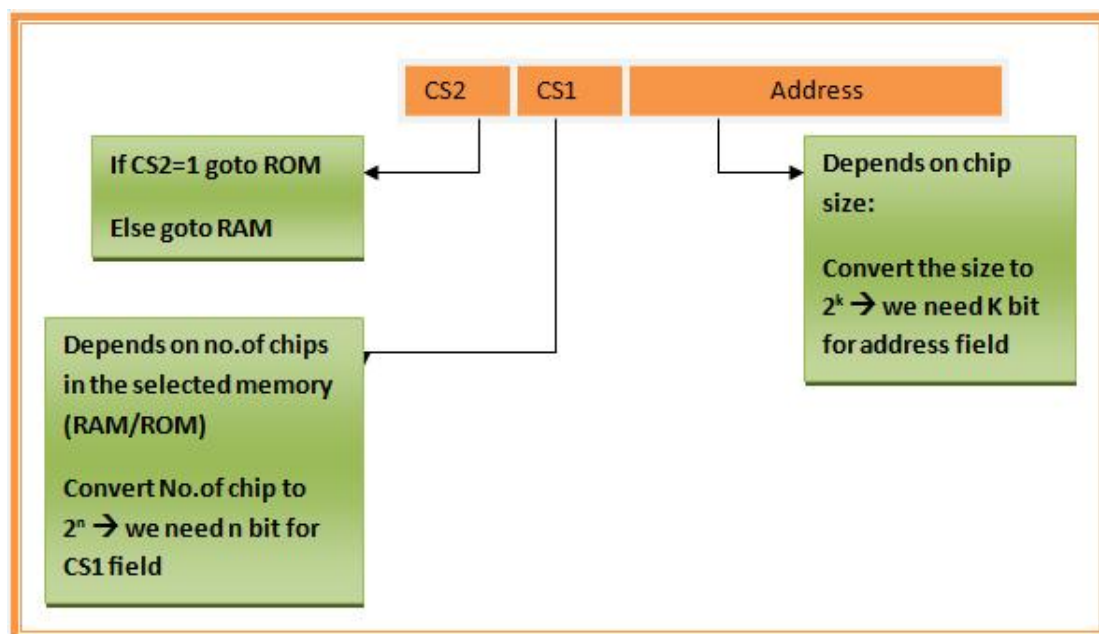 CS2 CS1 Address
If CS2=1 goto ROM
Else goto RAM
Depends on chip
size:
Convert the size to
2ᵏ → we need K bit
for address field
Depends on no.of chips
in the selected memory
(RAM/ROM)
Convert No.of chip to
2ⁿ → we need n bit for
CS1 field